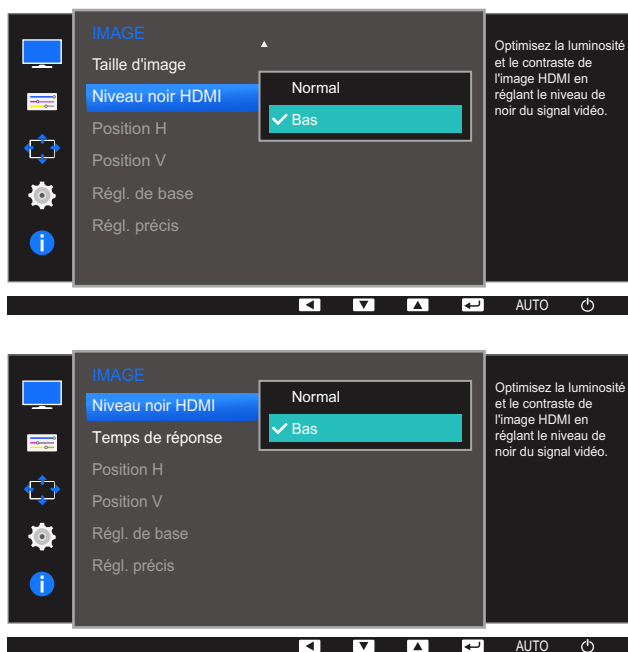 IMAGE
Taille d'image
Niveau noir HDMI
Position H
Position V
Régl. de base
Régl. précis
Normal
Bas
Optimisez la luminosité
et le contraste de
l'image HDMI en
réglant le niveau de
noir du signal vidéo.
AUTO
IMAGE
Niveau noir HDMI
Temps de réponse
Position H
Position V
Régl. de base
Régl. précis
Normal
Bas
Optimisez la luminosité
et le contraste de
l'image HDMI en
réglant le niveau de
noir du signal vidéo.
AUTO